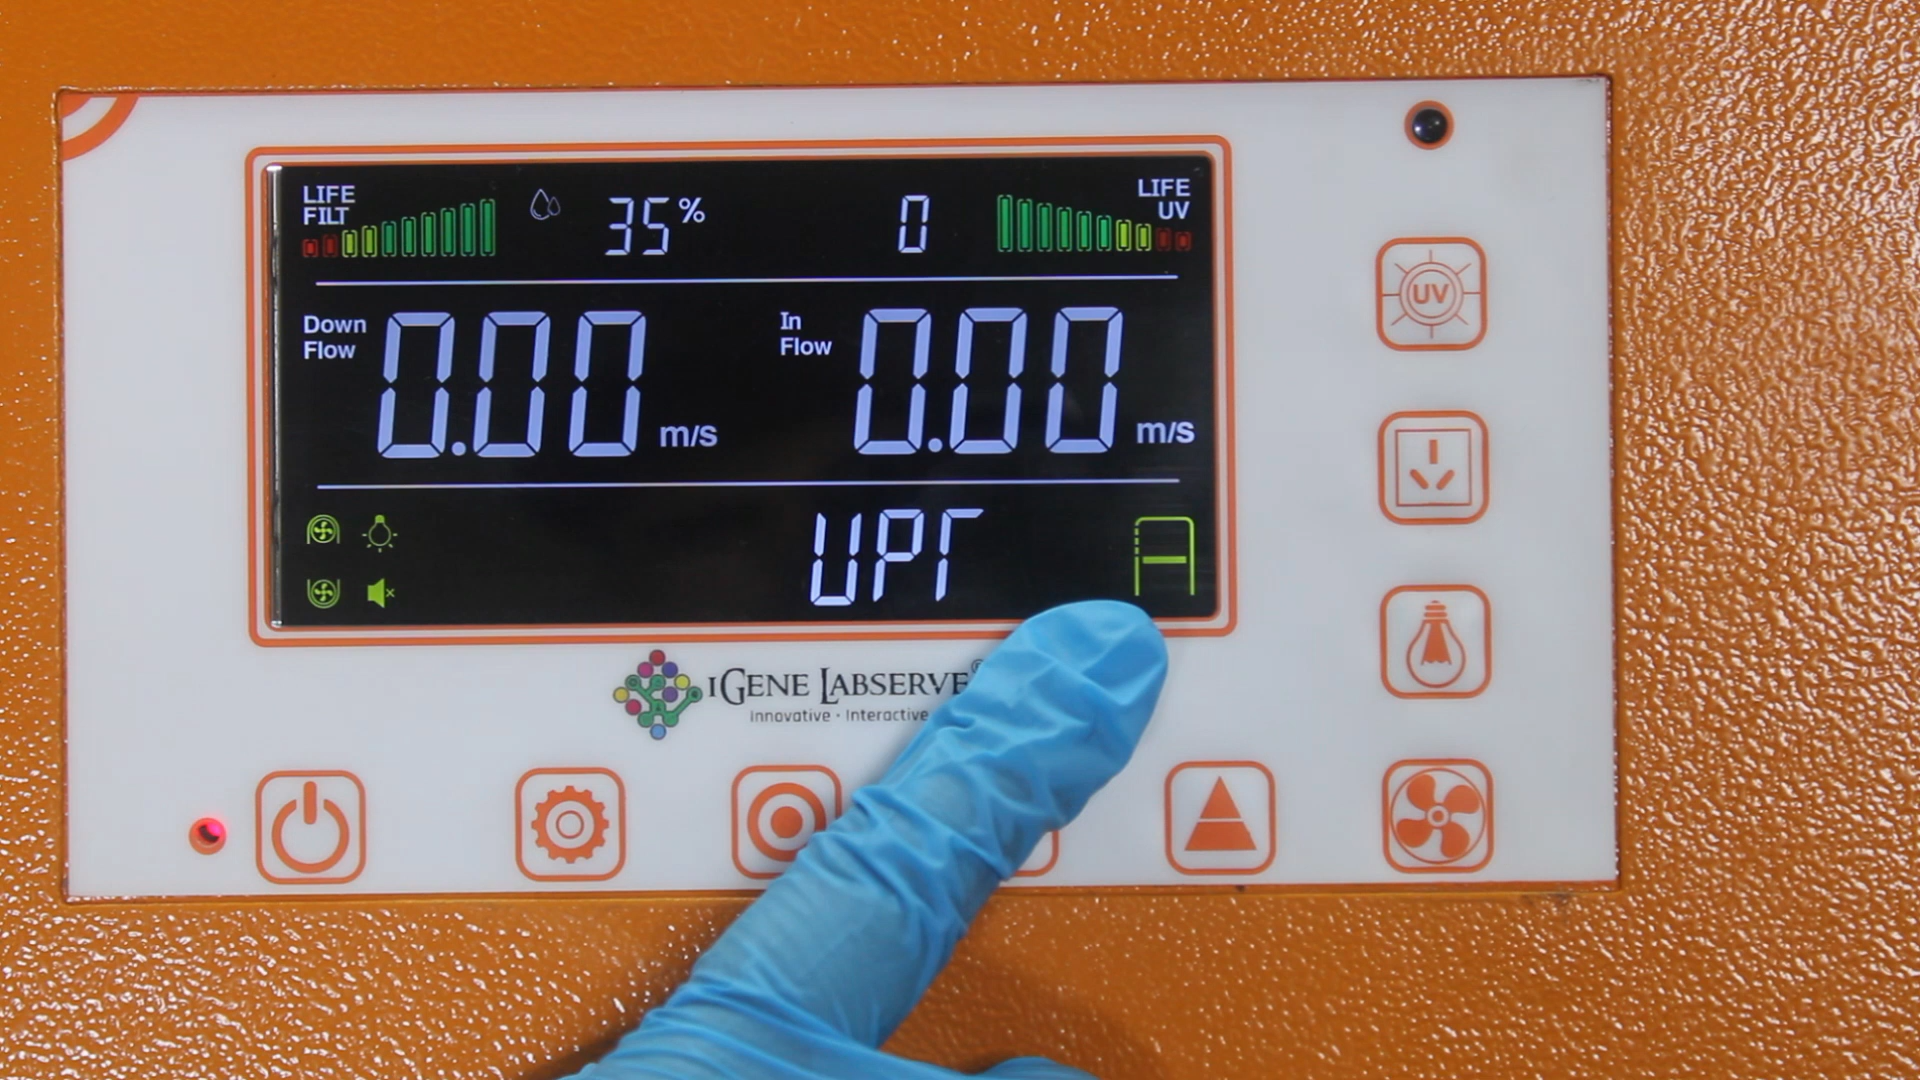 LIFE
FILT
35%
0
LIFE
UV
Down
Flow
0.00 m/s
In
Flow
0.00 m/s
UPT
iGene Labserve
Innovative · Interactive
UV